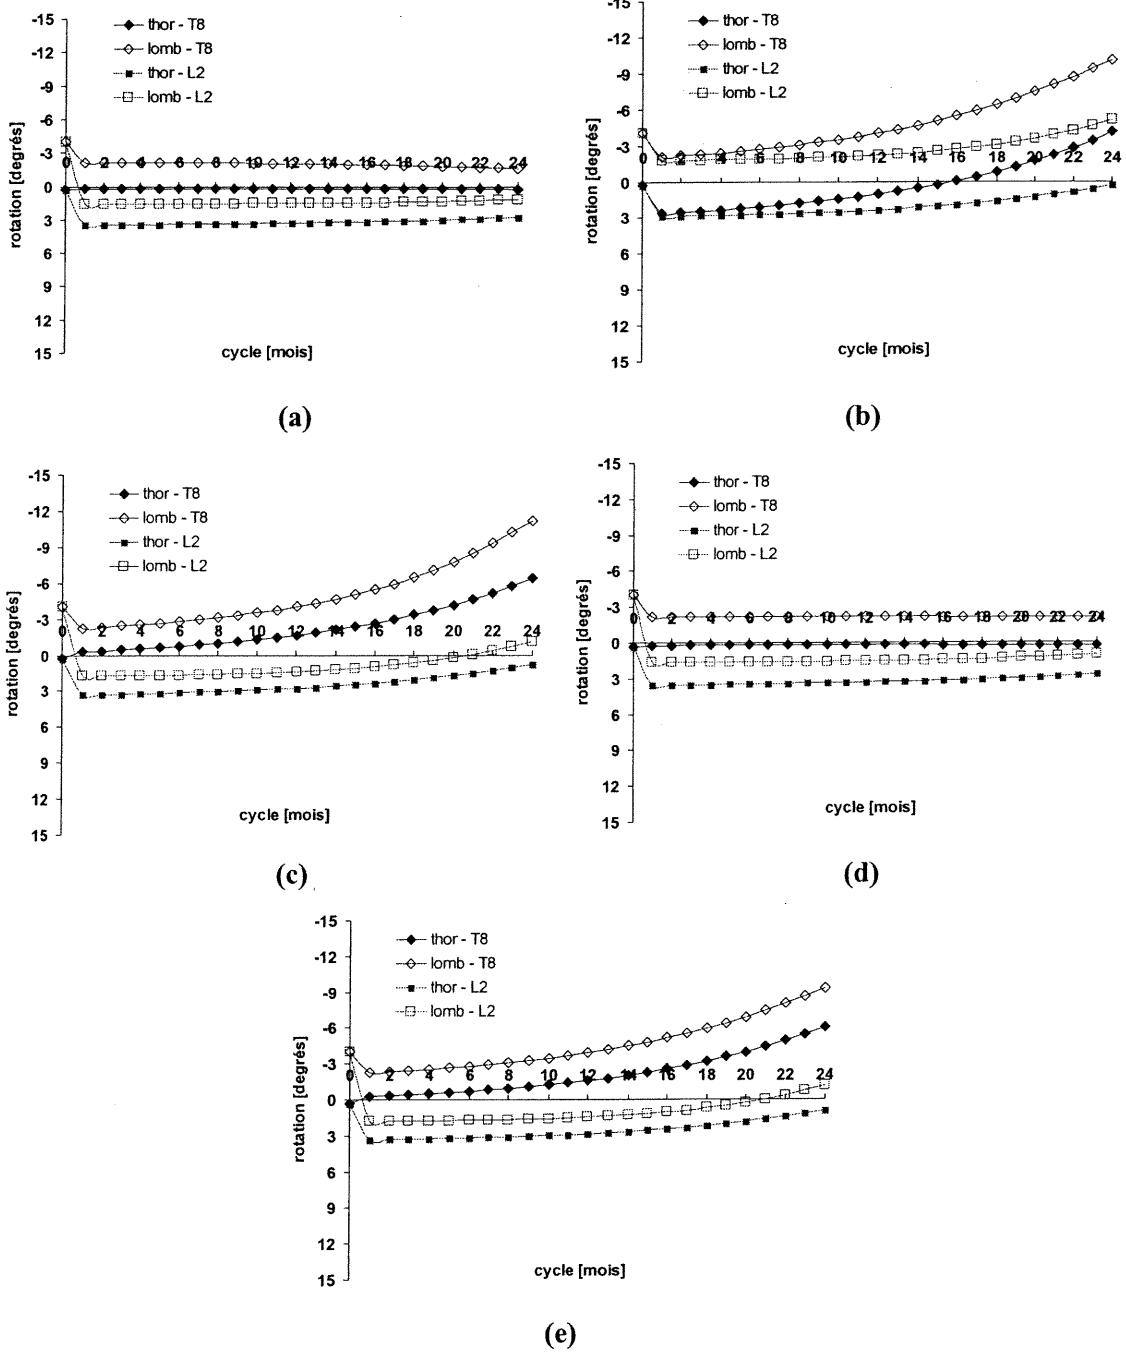 -15
-12
-9
-6
-3
0
3
6
9
12
15
rotation [degrés]
thor - T8
lomb - T8
thor - L2
lomb - L2
0 2 4 6 8 10 12 14 16 18 20 22 24
cycle [mois]
(a)
-15
-12
-9
-6
-3
0
3
6
9
12
15
rotation [degrés]
thor - T8
lomb - T8
thor - L2
lomb - L2
0 2 4 6 8 10 12 14 16 18 20 22 24
cycle [mois]
(b)
-15
-12
-9
-6
-3
0
3
6
9
12
15
rotation [degrés]
thor - T8
lomb - T8
thor - L2
lomb - L2
0 2 4 6 8 10 12 14 16 18 20 22 24
cycle [mois]
(c)
-15
-12
-9
-6
-3
0
3
6
9
12
15
rotation [degrés]
thor - T8
lomb - T8
thor - L2
lomb - L2
0 2 4 6 8 10 12 14 16 18 20 22 24
cycle [mois]
(d)
-15
-12
-9
-6
-3
0
3
6
9
12
15
rotation [degrés]
thor - T8
lomb - T8
thor - L2
lomb - L2
0 2 4 6 8 10 12 14 16 18 20 22 24
cycle [mois]
(e)